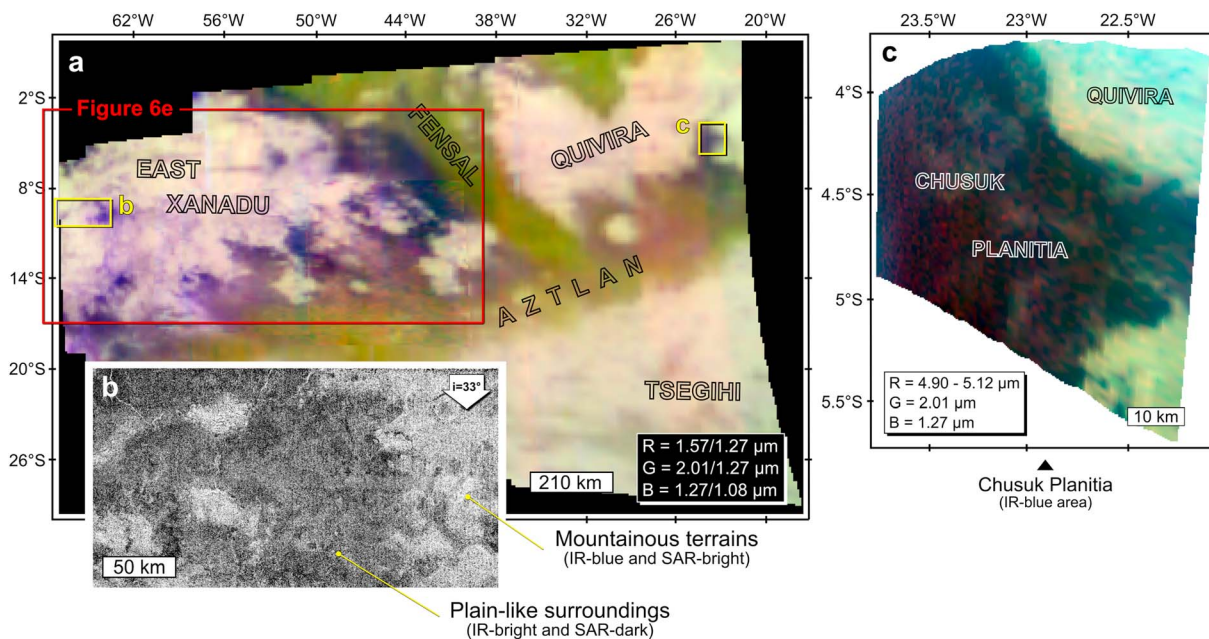 62°W 56°W 50°W 44°W 38°W 32°W 26°W 20°W
a
2°S
8°S
14°S
20°S
26°S
Figure 6e
EAST
XANADU
FENSAL
QUIVIRA
c
b
AZTLAN
TSEGIHI
R = 1.57/1.27 µm
G = 2.01/1.27 µm
B = 1.27/1.08 µm
210 km
b
i=33°
50 km
Mountainous terrains
(IR-blue and SAR-bright)
Plain-like surroundings
(IR-bright and SAR-dark)
23.5°W 23°W 22.5°W
c
4°S
4.5°S
5°S
5.5°S
QUIVIRA
CHUSUK
PLANITIA
R = 4.90 - 5.12 µm
G = 2.01 µm
B = 1.27 µm
10 km
Chusuk Planitia
(IR-blue area)